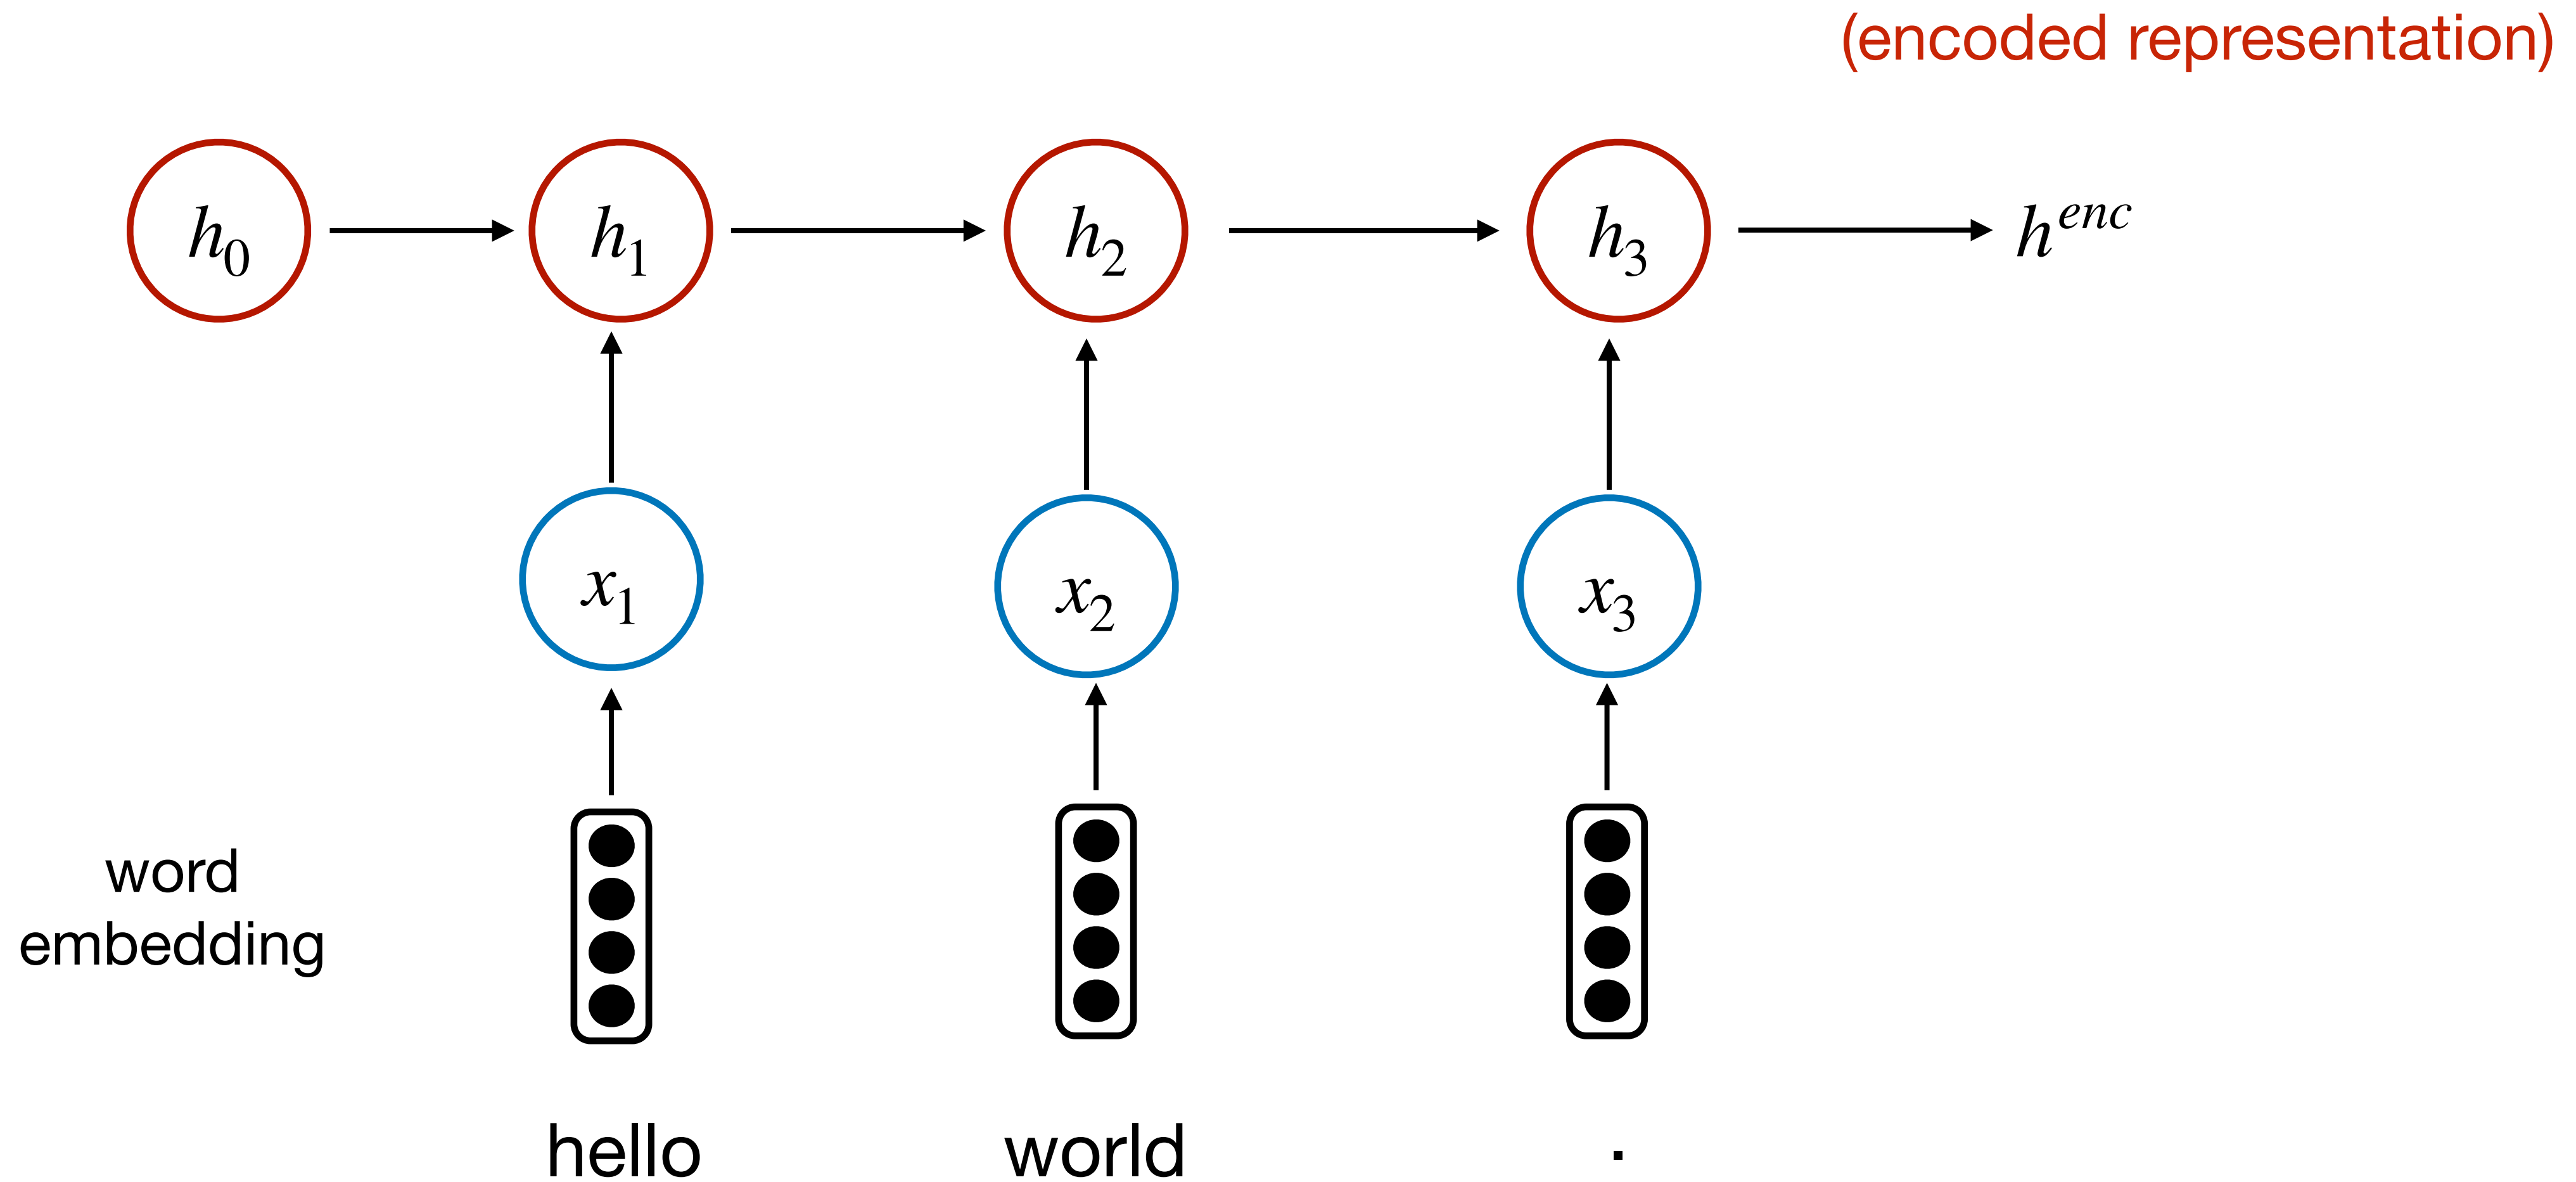 (encoded representation)
h₀ h₁ h₂ h₃ hᵉⁿᶜ
x₁ x₂ x₃
word
embedding
hello world .